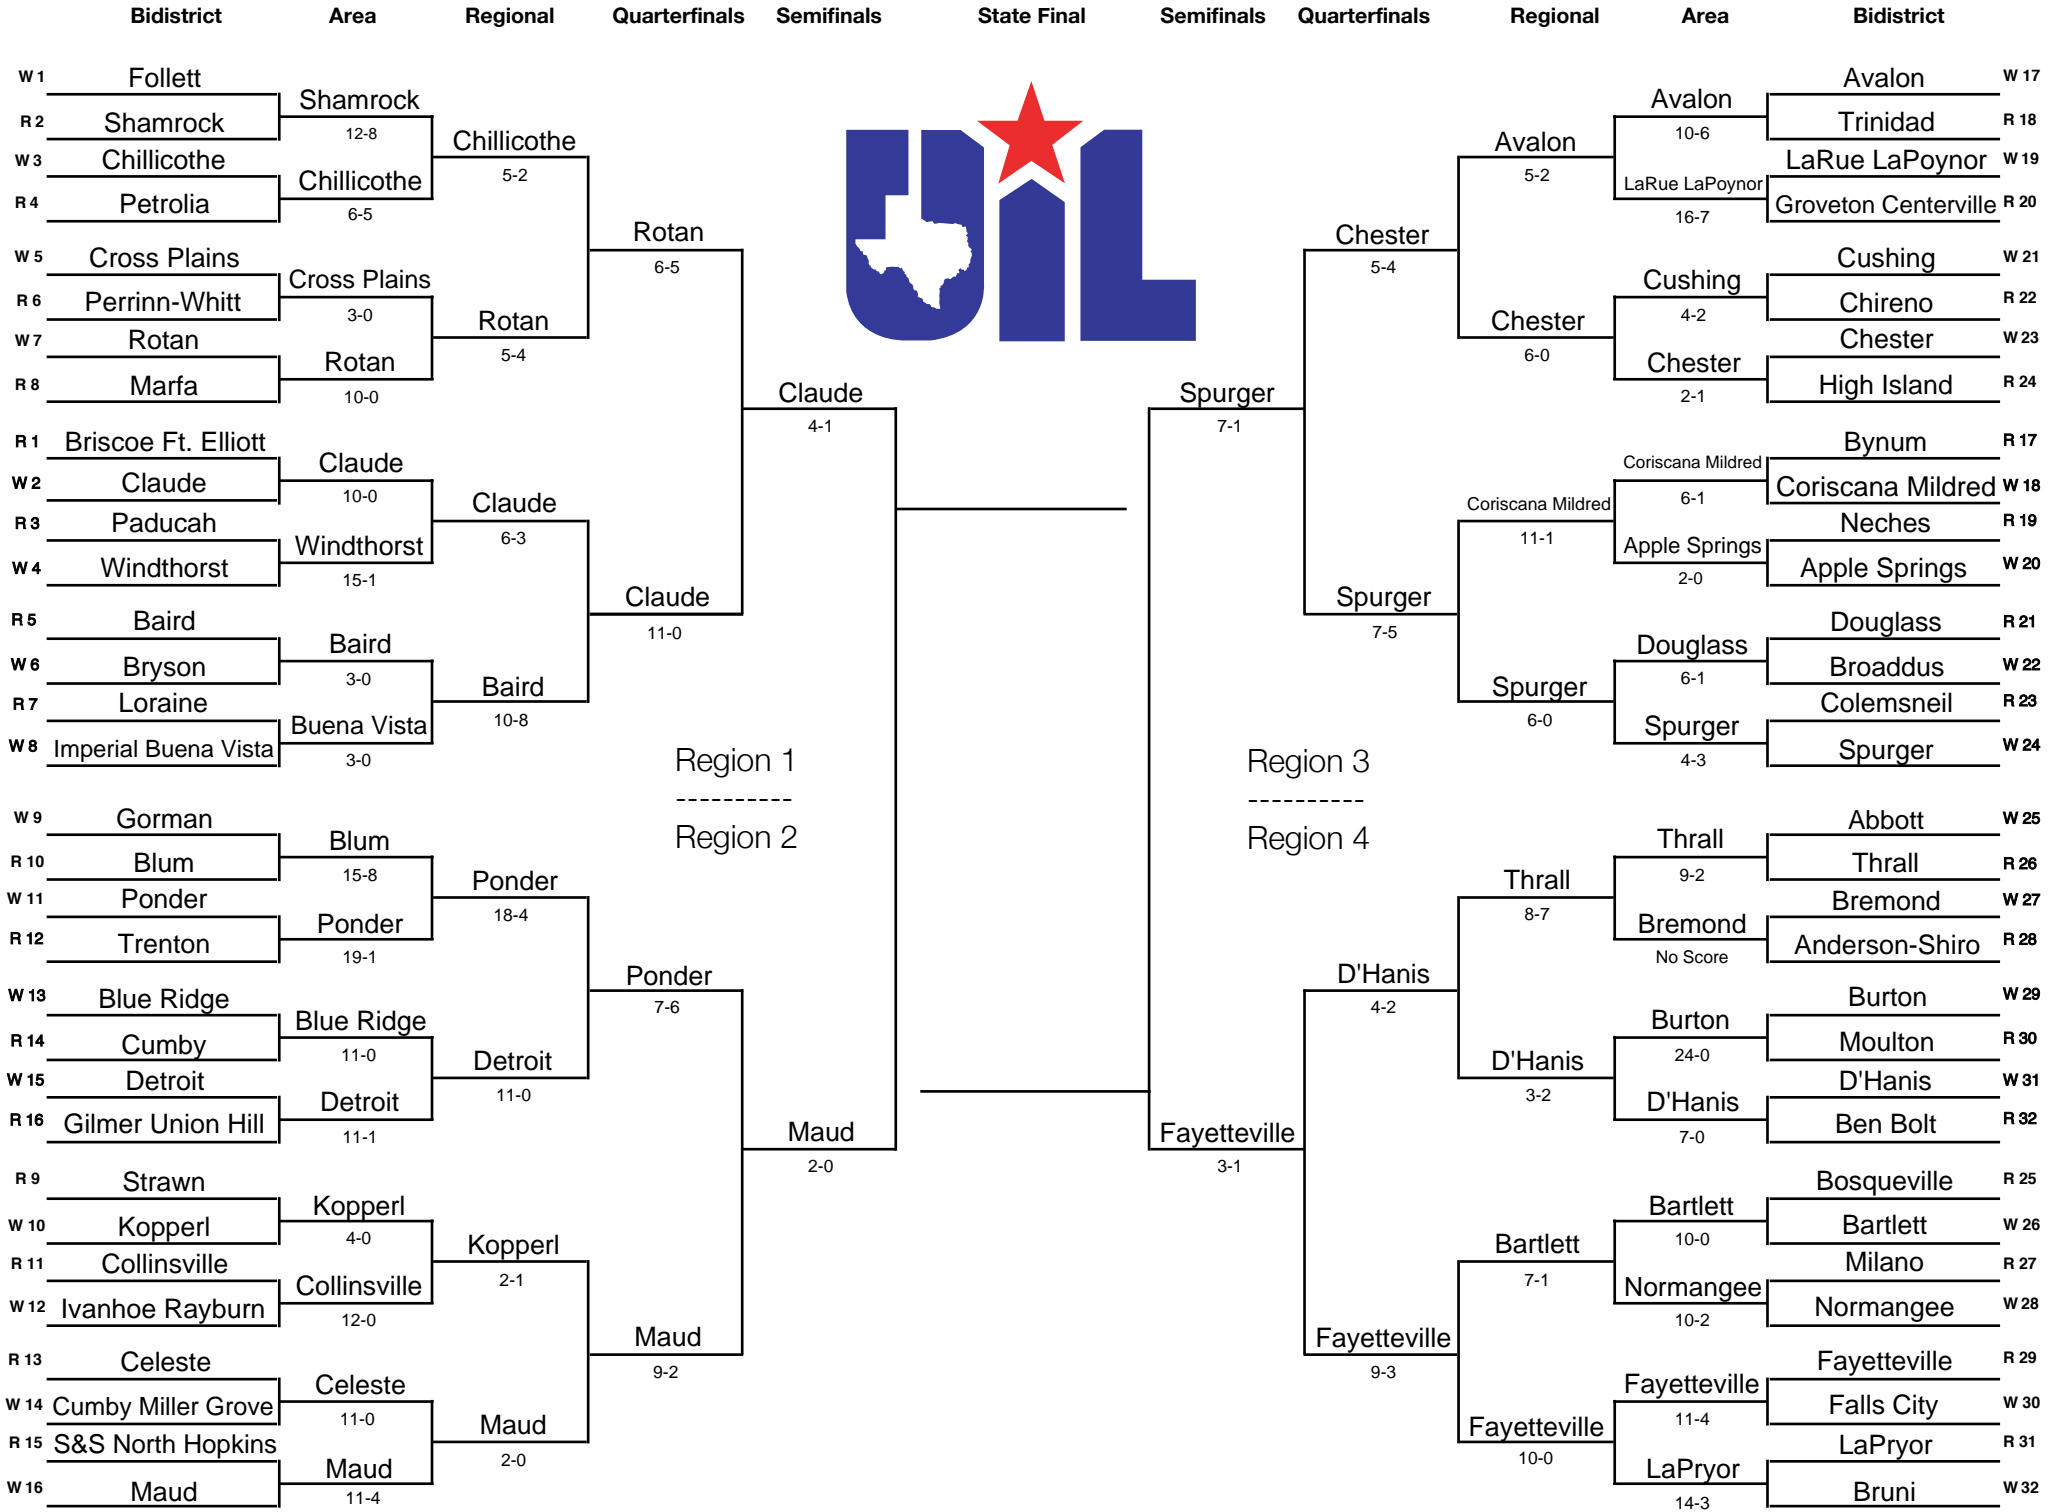 Bidistrict Area Regional Quarterfinals Semifinals State Final Semifinals Quarterfinals Regional Area Bidistrict
W 1 Follett
R 2 Shamrock
W 3 Chillicothe
R 4 Petrolia
W 5 Cross Plains
R 6 Perrinn-Whitt
W 7 Rotan
R 8 Marfa
R 1 Briscoe Ft. Elliott
W 2 Claude
R 3 Paducah
W 4 Windthorst
R 5 Baird
W 6 Bryson
R 7 Loraine
W 8 Imperial Buena Vista
W 9 Gorman
R 10 Blum
W 11 Ponder
R 12 Trenton
W 13 Blue Ridge
R 14 Cumby
W 15 Detroit
R 16 Gilmer Union Hill
R 9 Strawn
W 10 Kopperl
R 11 Collinsville
W 12 Ivanhoe Rayburn
R 13 Celeste
W 14 Cumby Miller Grove
R 15 S&S North Hopkins
W 16 Maud
Shamrock
12-8
Chillicothe
6-5
Cross Plains
3-0
Rotan
10-0
Claude
10-0
Windthorst
15-1
Baird
3-0
Buena Vista
3-0
Blum
15-8
Ponder
19-1
Blue Ridge
11-0
Detroit
11-1
Kopperl
4-0
Collinsville
12-0
Celeste
11-0
Maud
11-4
Chillicothe
5-2
Rotan
5-4
Claude
6-3
Baird
10-8
Ponder
18-4
Detroit
11-0
Kopperl
2-1
Maud
2-0
Rotan
6-5
Claude
11-0
Region 1
----------
Region 2
Ponder
7-6
Maud
9-2
Claude
4-1
Maud
2-0
UIL
Spurger
7-1
Fayetteville
3-1
Chester
5-4
Spurger
7-5
Region 3
----------
Region 4
D'Hanis
4-2
Fayetteville
9-3
Avalon
5-2
Chester
6-0
Coriscana Mildred
11-1
Spurger
6-0
Thrall
8-7
D'Hanis
3-2
Bartlett
7-1
Fayetteville
10-0
Avalon
10-6
LaRue LaPoynor
16-7
Cushing
4-2
Chester
2-1
Coriscana Mildred
6-1
Apple Springs
2-0
Douglass
6-1
Spurger
4-3
Thrall
9-2
Bremond
No Score
Burton
24-0
D'Hanis
7-0
Bartlett
10-0
Normangee
10-2
Fayetteville
11-4
LaPryor
14-3
Avalon W 17
Trinidad R 18
LaRue LaPoynor W 19
Groveton Centerville R 20
Cushing W 21
Chireno R 22
Chester W 23
High Island R 24
Bynum R 17
Coriscana Mildred W 18
Neches R 19
Apple Springs W 20
Douglass R 21
Broaddus W 22
Colemsneil R 23
Spurger W 24
Abbott W 25
Thrall R 26
Bremond W 27
Anderson-Shiro R 28
Burton W 29
Moulton R 30
D'Hanis W 31
Ben Bolt R 32
Bosqueville R 25
Bartlett W 26
Milano R 27
Normangee W 28
Fayetteville R 29
Falls City W 30
LaPryor R 31
Bruni W 32